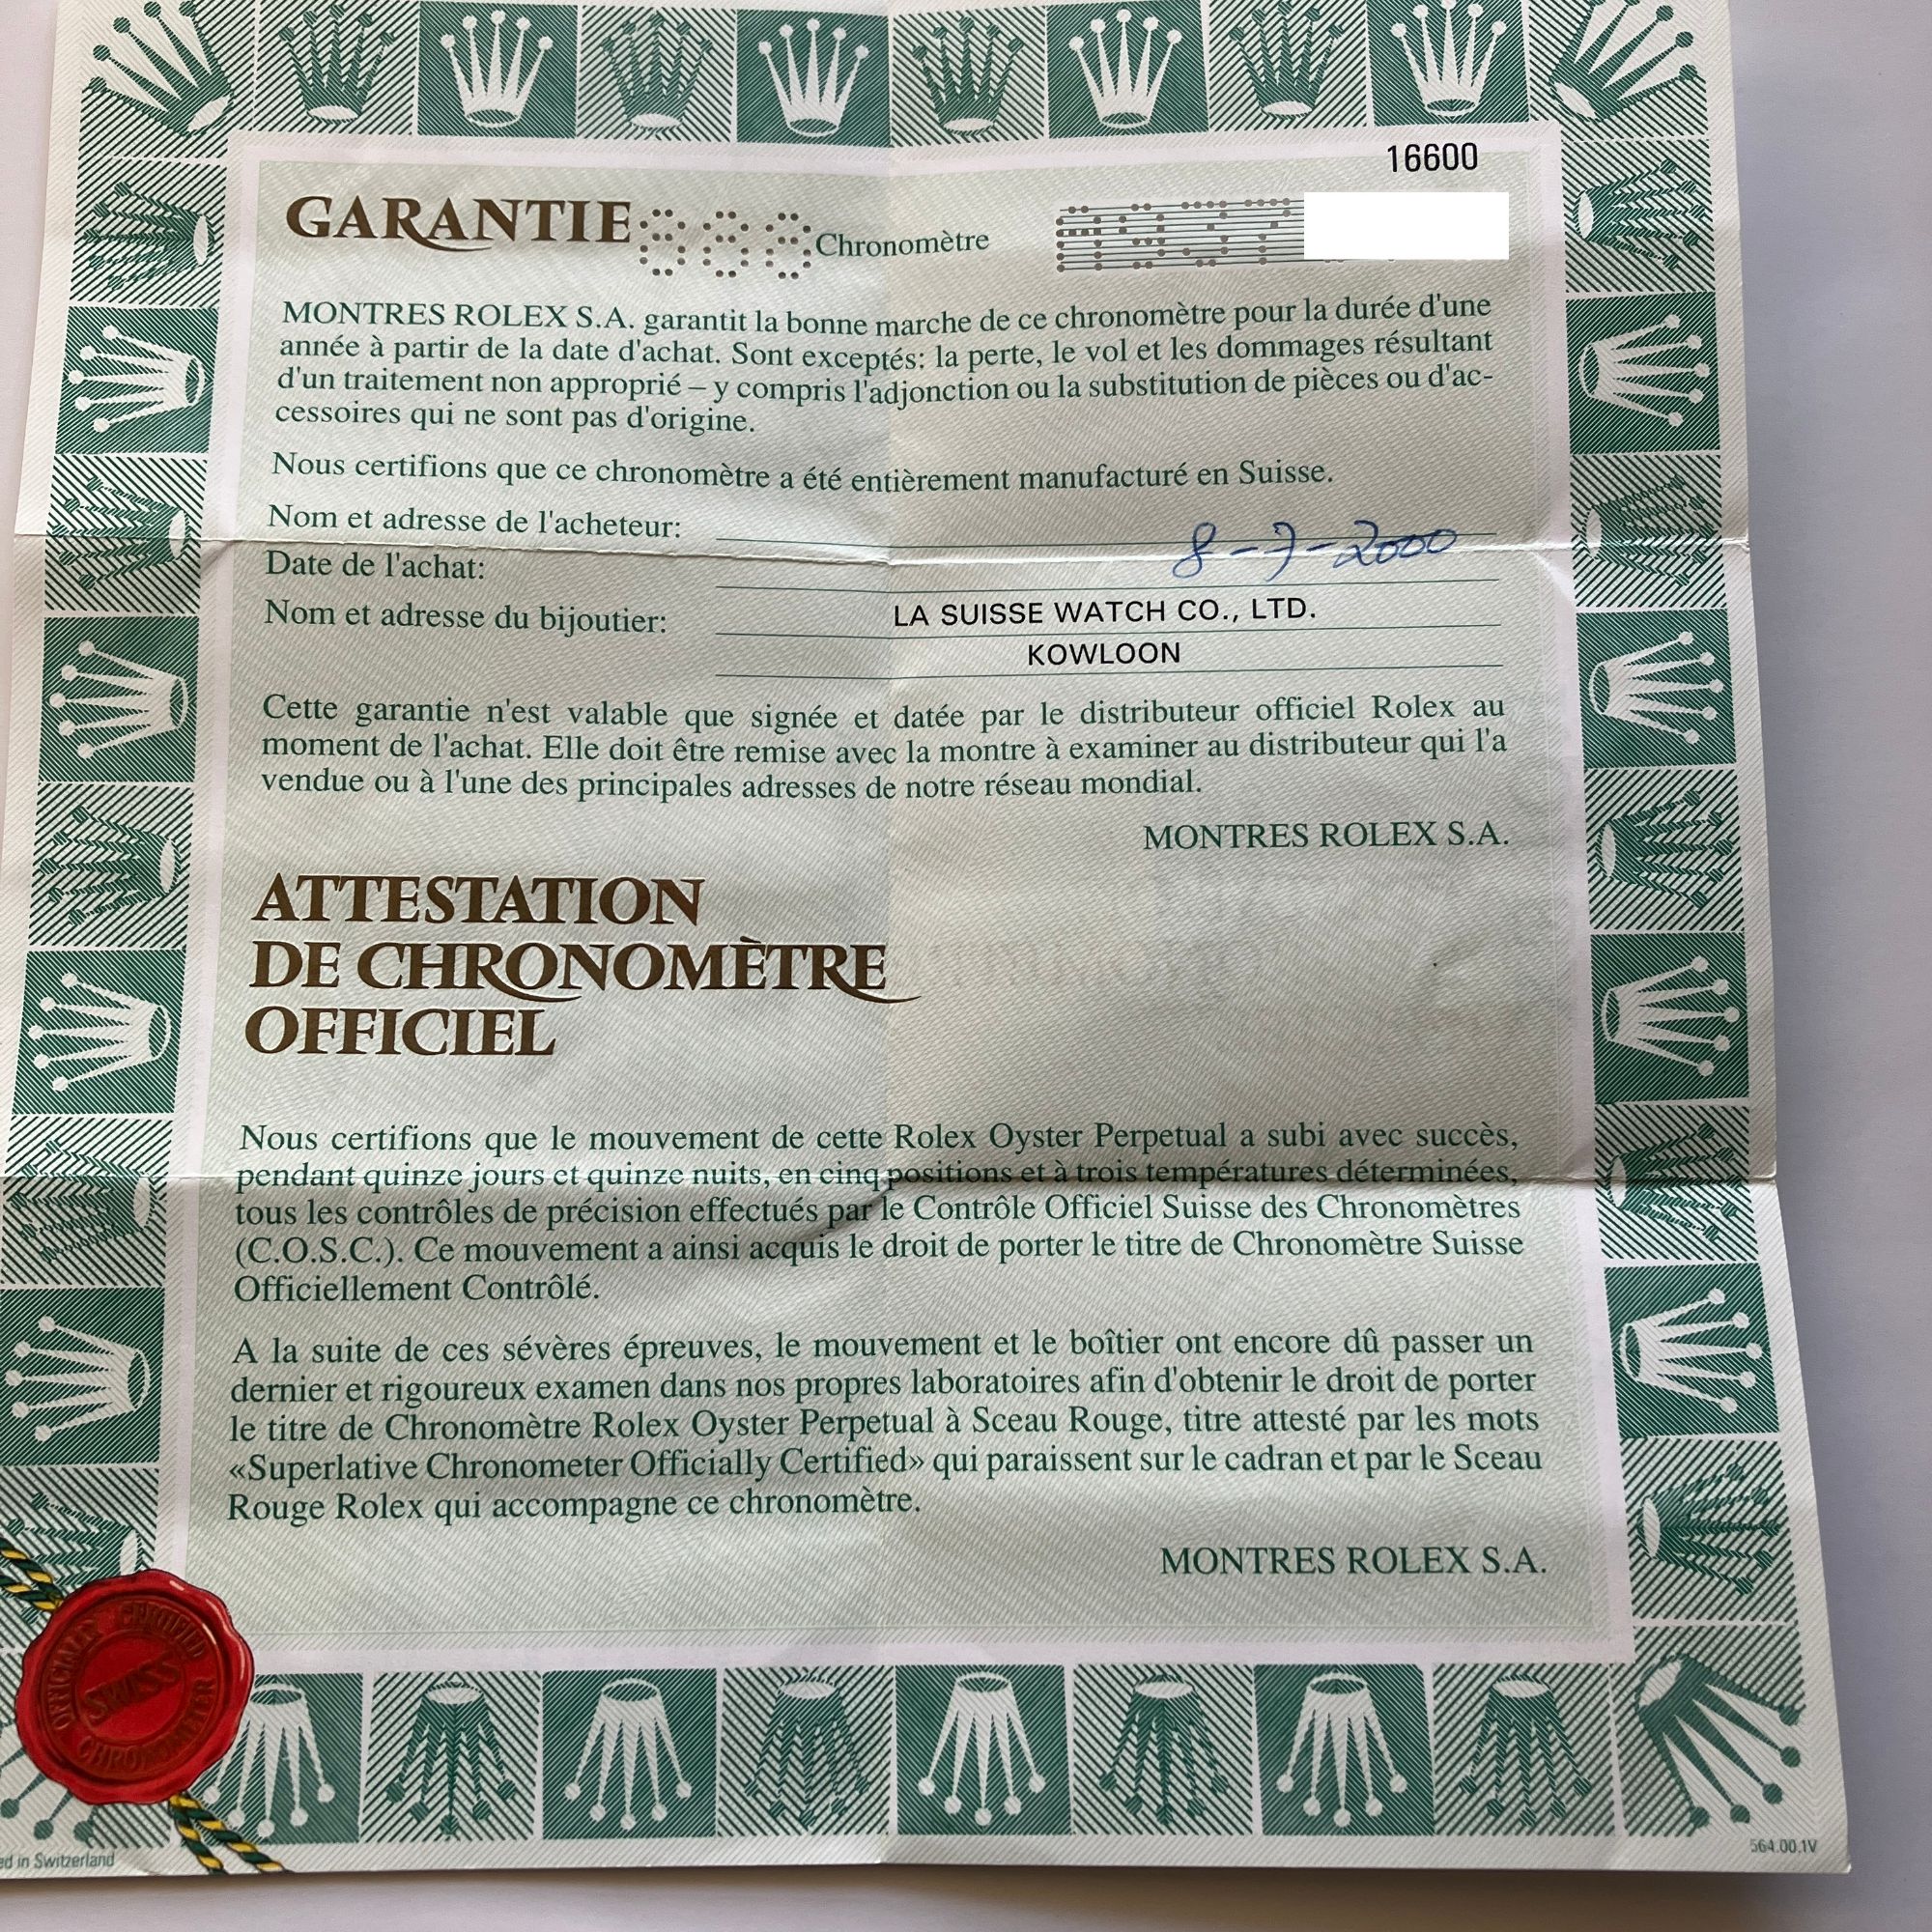 16600
GARANTIE 888 Chronomètre
MONTRES ROLEX S.A. garantit la bonne marche de ce chronomètre pour la durée d'une
année à partir de la date d'achat. Sont exceptés: la perte, le vol et les dommages résultant
d'un traitement non approprié – y compris l'adjonction ou la substitution de pièces ou d'ac-
cessoires qui ne sont pas d'origine.
Nous certifions que ce chronomètre a été entièrement manufacturé en Suisse.
Nom et adresse de l'acheteur:
Date de l'achat: 8-7-2000
Nom et adresse du bijoutier: LA SUISSE WATCH CO., LTD.
KOWLOON
Cette garantie n'est valable que signée et datée par le distributeur officiel Rolex au
moment de l'achat. Elle doit être remise avec la montre à examiner au distributeur qui l'a
vendue ou à l'une des principales adresses de notre réseau mondial.
MONTRES ROLEX S.A.
ATTESTATION
DE CHRONOMÈTRE
OFFICIEL
Nous certifions que le mouvement de cette Rolex Oyster Perpetual a subi avec succès,
pendant quinze jours et quinze nuits, en cinq positions et à trois températures déterminées,
tous les contrôles de précision effectués par le Contrôle Officiel Suisse des Chronomètres
(C.O.S.C.). Ce mouvement a ainsi acquis le droit de porter le titre de Chronomètre Suisse
Officiellement Contrôlé.
A la suite de ces sévères épreuves, le mouvement et le boîtier ont encore dû passer un
dernier et rigoureux examen dans nos propres laboratoires afin d'obtenir le droit de porter
le titre de Chronomètre Rolex Oyster Perpetual à Sceau Rouge, titre attesté par les mots
«Superlative Chronometer Officially Certified» qui paraissent sur le cadran et par le Sceau
Rouge Rolex qui accompagne ce chronomètre.
MONTRES ROLEX S.A.
OFFICIALLY CERTIFIED
SWISS
CHRONOMETER
in Switzerland
564.00.1V